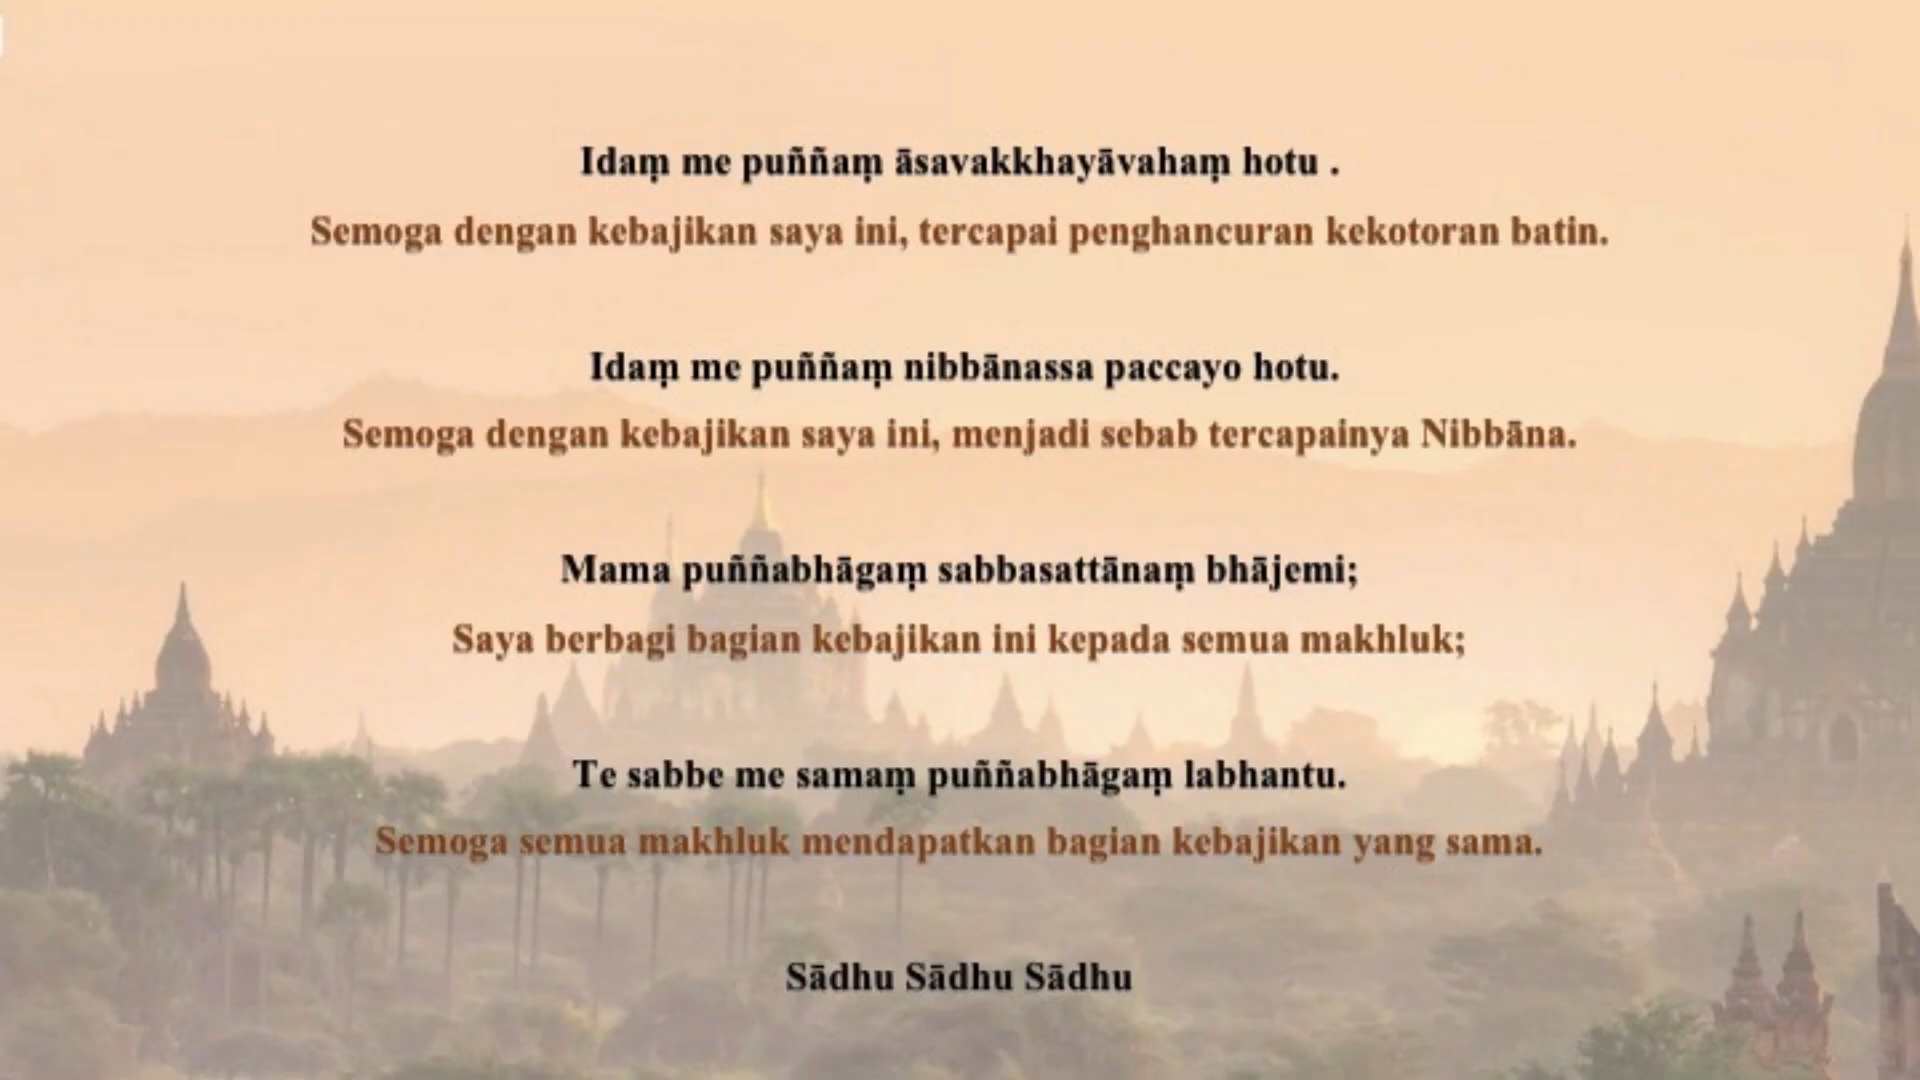 Idaṃ me puññaṃ āsavakkhayāvahaṃ hotu .
Semoga dengan kebajikan saya ini, tercapai penghancuran kekotoran batin.
Idaṃ me puññaṃ nibbānassa paccayo hotu.
Semoga dengan kebajikan saya ini, menjadi sebab tercapainya Nibbāna.
Mama puññabhāgaṃ sabbasattānaṃ bhājemi;
Saya berbagi bagian kebajikan ini kepada semua makhluk;
Te sabbe me samaṃ puññabhāgaṃ labhantu.
Semoga semua makhluk mendapatkan bagian kebajikan yang sama.
Sādhu Sādhu Sādhu